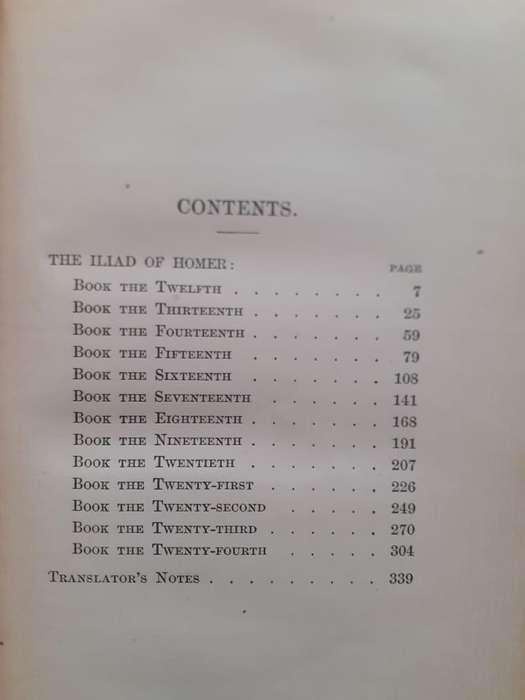 CONTENTS.
THE ILIAD OF HOMER:
PAGE
BOOK THE TWELFTH . . . . . . . . 7
BOOK THE THIRTEENTH . . . . . . . 25
BOOK THE FOURTEENTH . . . . . . . 59
BOOK THE FIFTEENTH . . . . . . . 79
BOOK THE SIXTEENTH . . . . . . . 108
BOOK THE SEVENTEENTH . . . . . . 141
BOOK THE EIGHTEENTH . . . . . . . 168
BOOK THE NINETEENTH . . . . . . . 191
BOOK THE TWENTIETH . . . . . . . 207
BOOK THE TWENTY-FIRST . . . . . . 226
BOOK THE TWENTY-SECOND . . . . . 249
BOOK THE TWENTY-THIRD . . . . . 270
BOOK THE TWENTY-FOURTH . . . . . 304
TRANSLATOR'S NOTES . . . . . . . . . 339